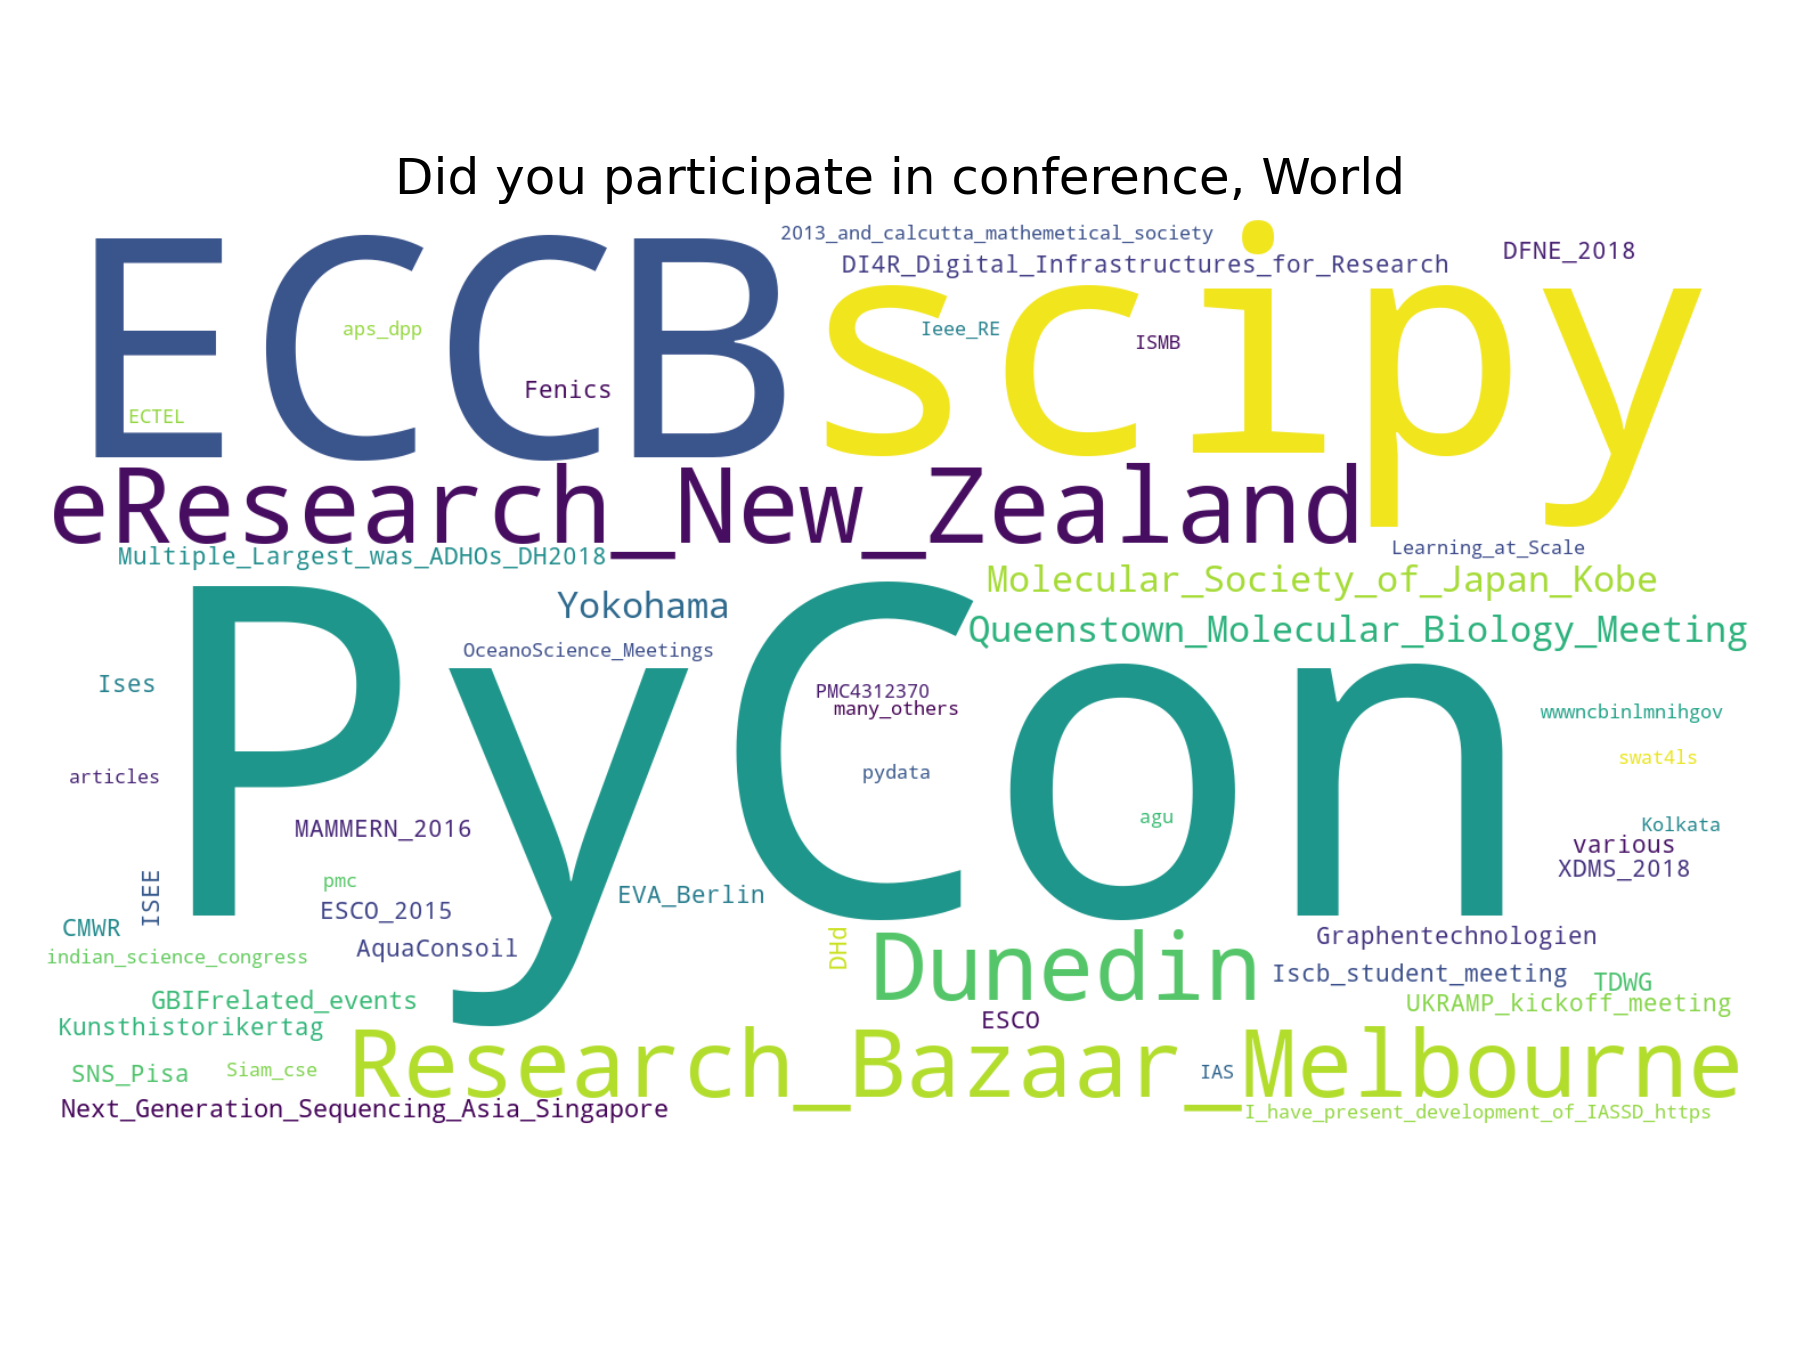 Did you participate in conference, World
2013_and_calcutta_mathemetical_society
DFNE_2018
DI4R_Digital_Infrastructures_for_Research
ECCB
scipy
aps_dpp
Ieee_RE
ISMB
Fenics
ECTEL
eResearch_New_Zealand
Learning_at_Scale
Multiple_Largest_was_ADHOs_DH2018
Molecular_Society_of_Japan_Kobe
Yokohama
Queenstown_Molecular_Biology_Meeting
OceanoScience_Meetings
Ises
PyCon
PMC4312370
many_others
wwwncbinlmnihgov
swat4ls
articles
pydata
agu
Kolkata
MAMMERN_2016
various
XDMS_2018
pmc
ISEE
EVA_Berlin
ESCO_2015
CMWR
Graphentechnologien
AquaConsoil
DHd
indian_science_congress
Dunedin
Iscb_student_meeting
TDWG
GBIFrelated_events
UKRAMP_kickoff_meeting
Kunsthistorikertag
ESCO
Research_Bazaar_Melbourne
SNS_Pisa
Siam_cse
IAS
Next_Generation_Sequencing_Asia_Singapore
I_have_present_development_of_IASSD_https